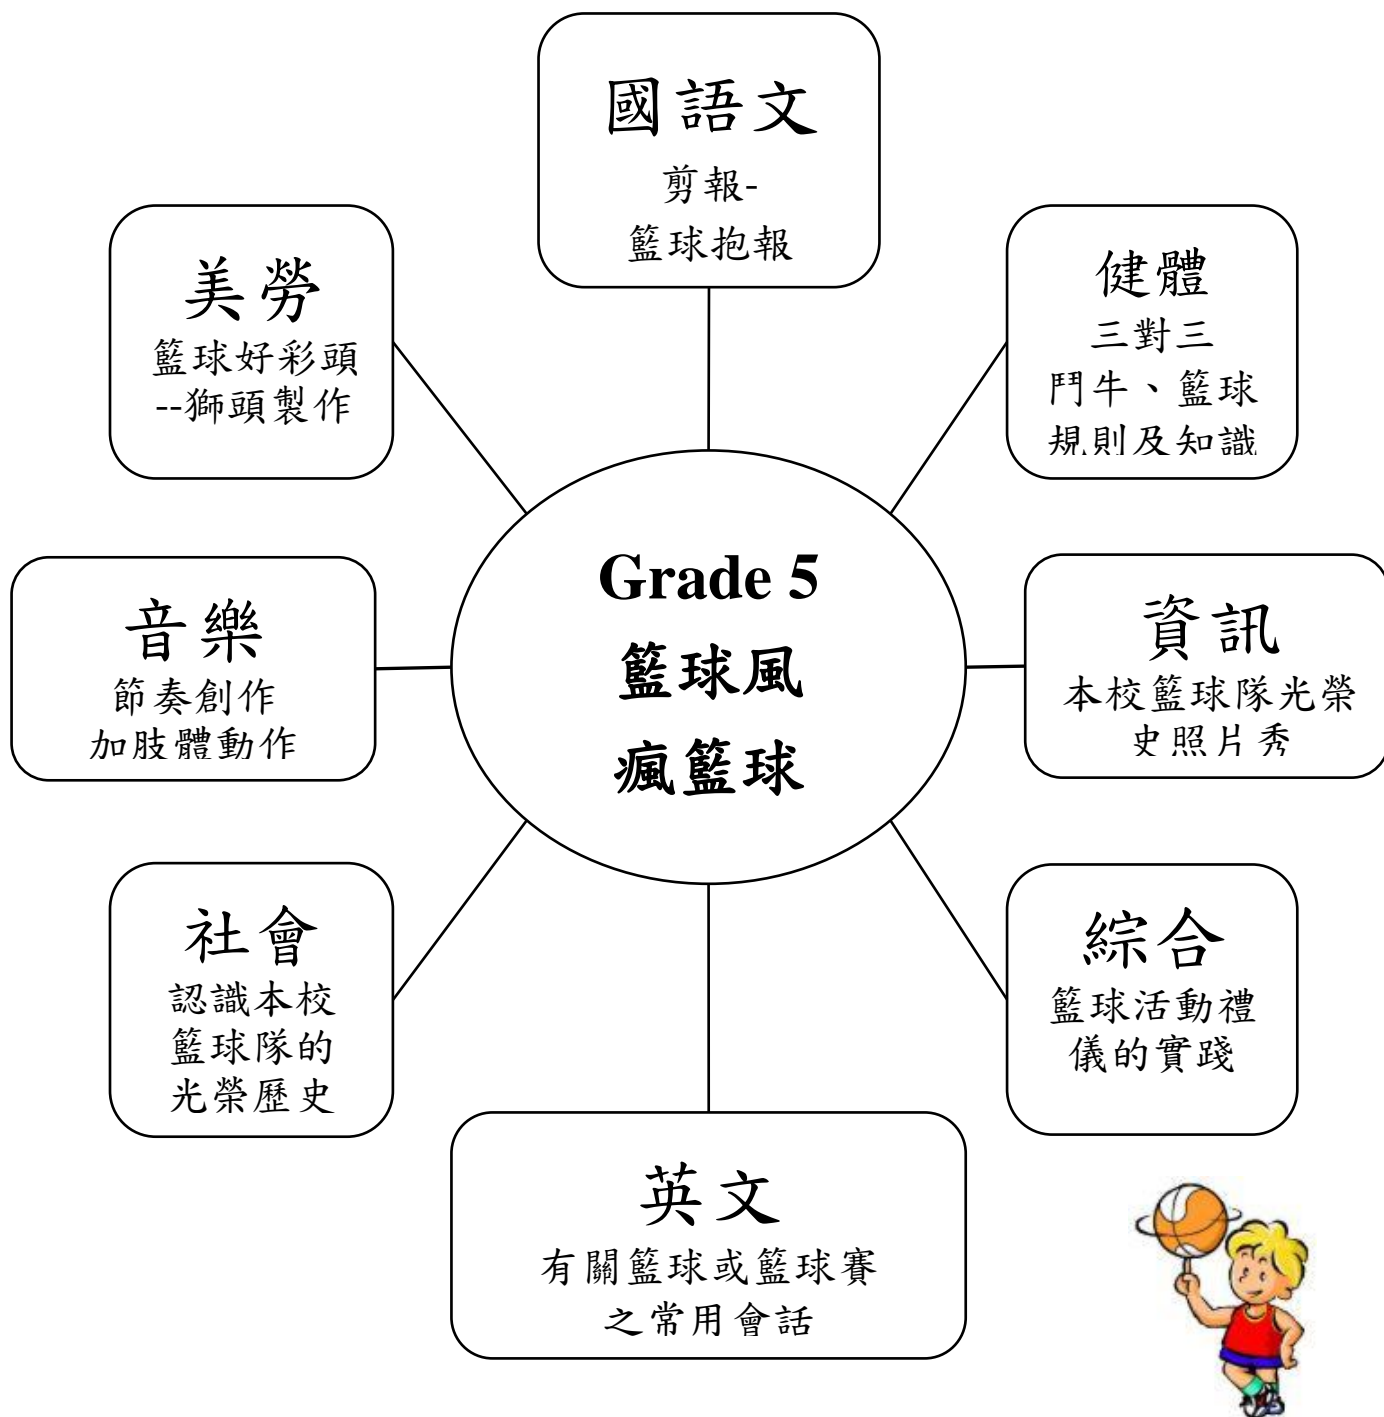 國語文
剪報-
籃球抱報
美勞
籃球好彩頭
--獅頭製作
健體
三對三
鬥牛、籃球
規則及知識
Grade 5
籃球風
瘋籃球
音樂
節奏創作
加肢體動作
資訊
本校籃球隊光榮
史照片秀
社會
認識本校
籃球隊的
光榮歷史
綜合
籃球活動禮
儀的實踐
英文
有關籃球或籃球賽
之常用會話